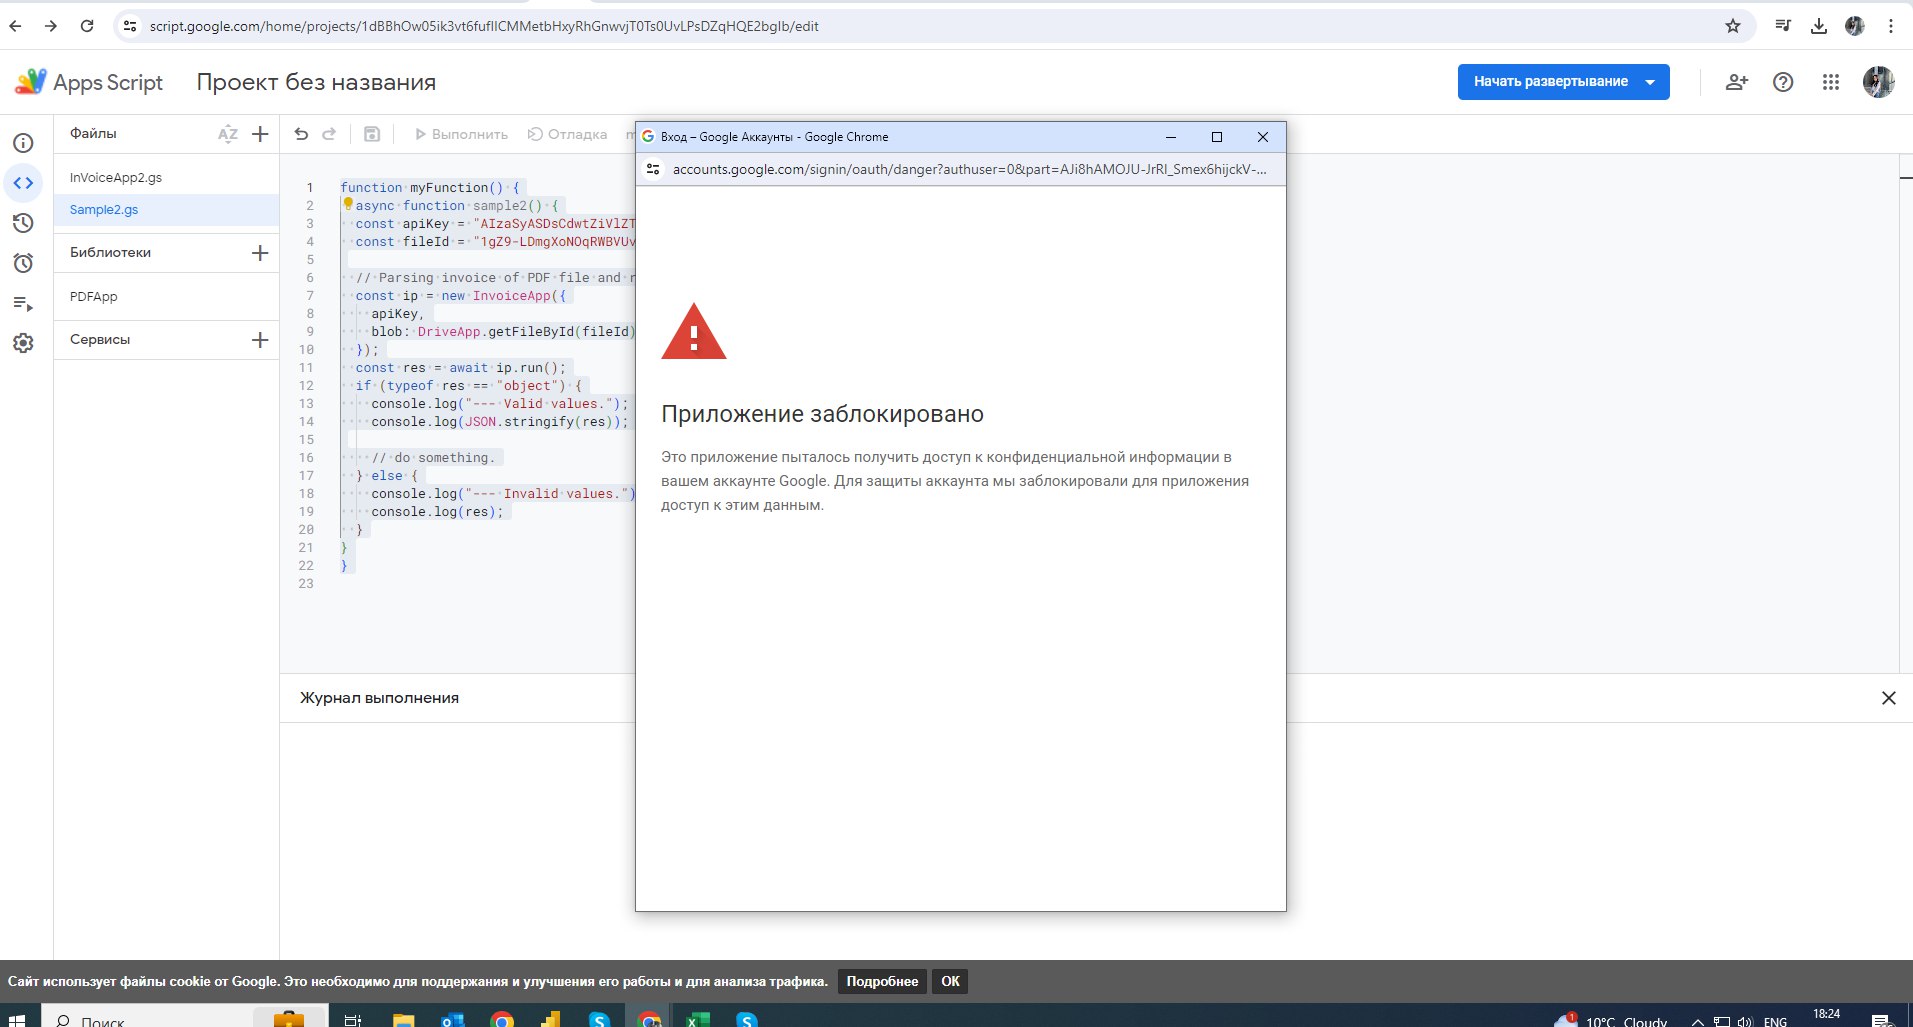 script.google.com/home/projects/1dBBhOw05ik3vt6fuflICMMetbHxyRhGnwvjT0Ts0UvLPsDZqHQE2bgIb/edit
Apps Script
Проект без названия
Начать развертывание
Файлы
AZ
Выполнить
Отладка
InVoiceApp2.gs
Sample2.gs
Библиотеки
PDFApp
Сервисы
1 function myFunction() {
2 async function sample2() {
3 const apiKey = "AIzaSyASDsCdwtZiVlZT
4 const fileId = "1gZ9-LDmgXoNOqRWBVUv
5
6 // Parsing invoice of PDF file and r
7 const ip = new InvoiceApp({
8 apiKey,
9 blob: DriveApp.getFileById(fileId)
10 });
11 const res = await ip.run();
12 if (typeof res == "object") {
13 console.log("--- Valid values.");
14 console.log(JSON.stringify(res));
15
16 // do something.
17 } else {
18 console.log("--- Invalid values.")
19 console.log(res);
20 }
21 }
22 }
23
Вход – Google Аккаунты - Google Chrome
accounts.google.com/signin/oauth/danger?authuser=0&part=AJi8hAMOJU-JrRl_Smex6hijckV-...
Приложение заблокировано
Это приложение пыталось получить доступ к конфиденциальной информации в
вашем аккаунте Google. Для защиты аккаунта мы заблокировали для приложения
доступ к этим данным.
Журнал выполнения
Сайт использует файлы cookie от Google. Это необходимо для поддержания и улучшения его работы и для анализа трафика.
Подробнее
ОК
Поиск
1
10°C Cloudy
ENG
18:24